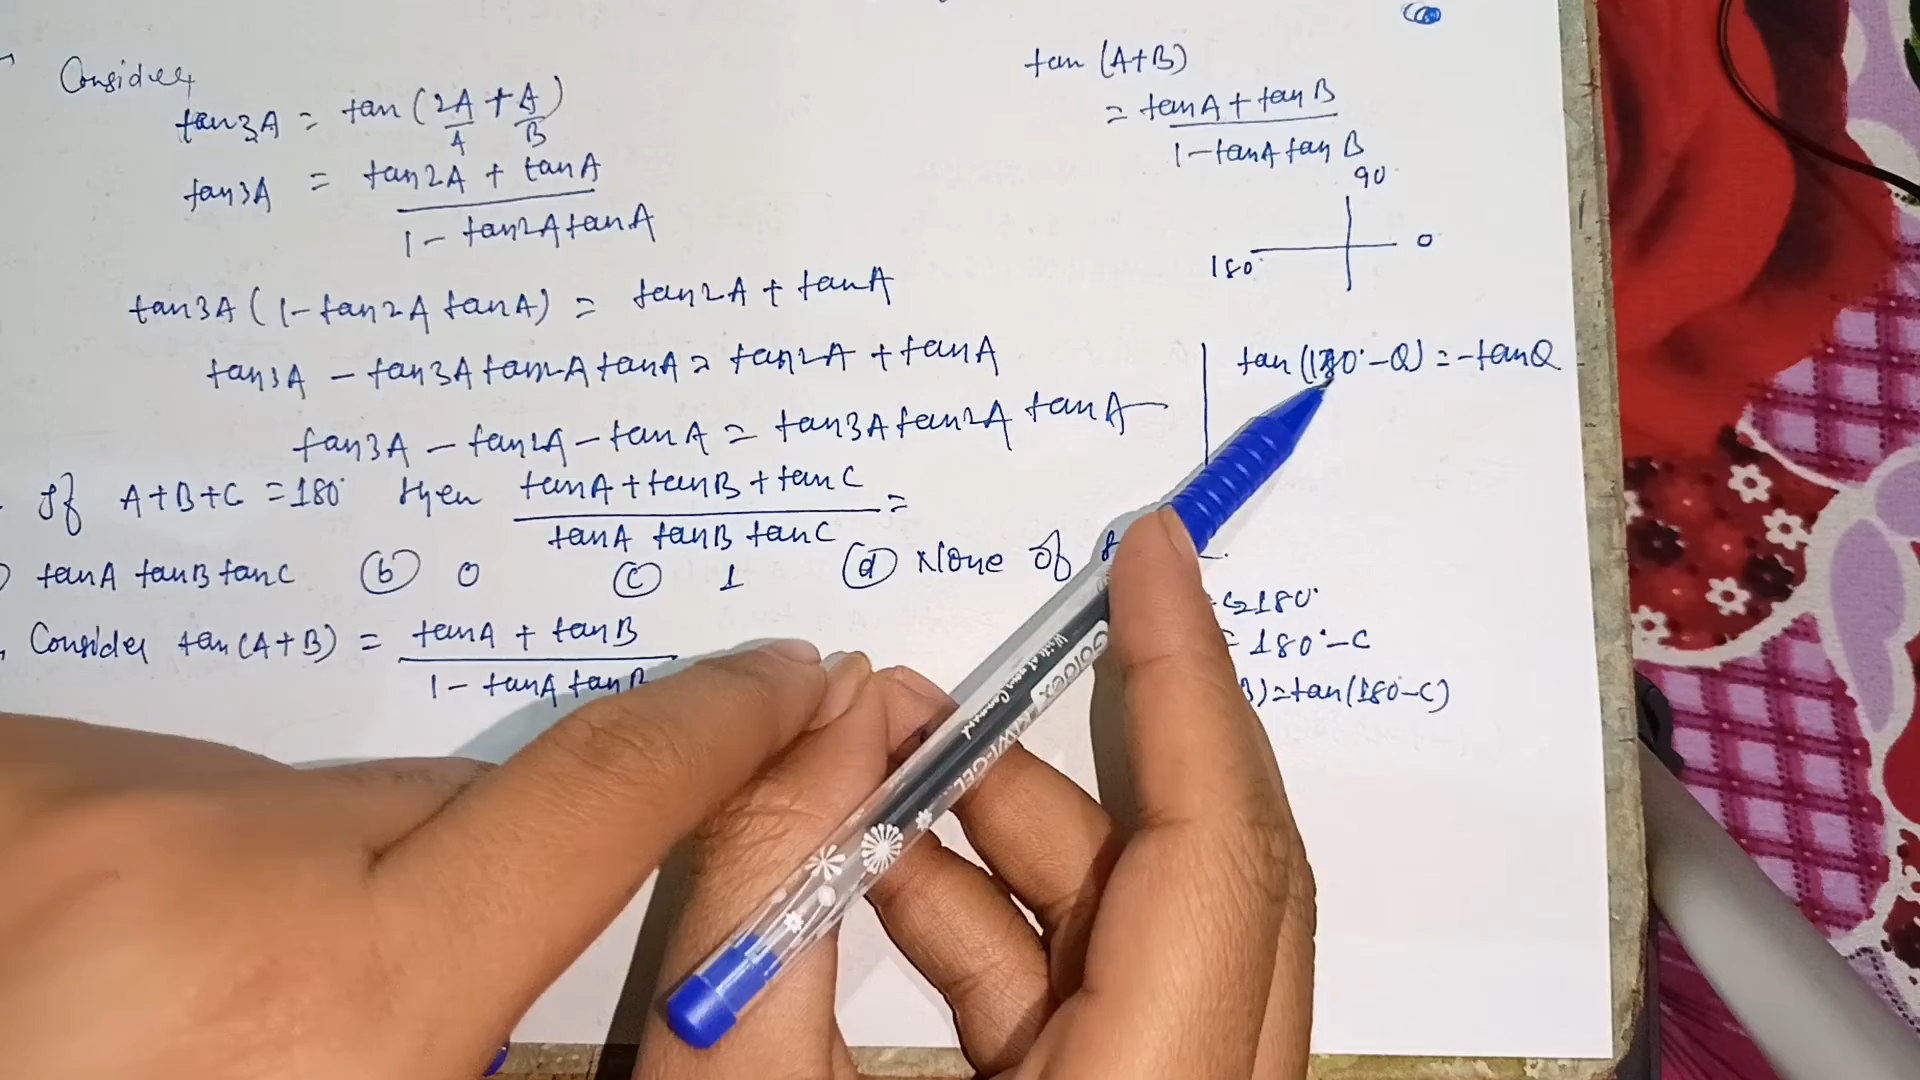 Consider
tan3A = tan (2A + A)
A B
tan3A = tan2A + tanA
1 - tan2A tanA
tan3A (1 - tan2A tanA) = tan2A + tanA
tan3A - tan3A tan2A tanA = tan2A + tanA
tan3A - tan2A - tanA = tan3A tan2A tanA
tan (A+B)
= tanA + tanB
1 - tanA tan B
90
180° 0
tan (180° - Q) = -tanQ
If A+B+C = 180° then tanA + tanB + tanC =
tanA tanB tanC
tanA tanB tanC (b) 0 (c) 1 (d) None of
Consider tan(A+B) = tanA + tanB
1 - tanA tanB
180°
= 180° - C
B) = tan(180 - C)
Goldex KLIWI-GEL